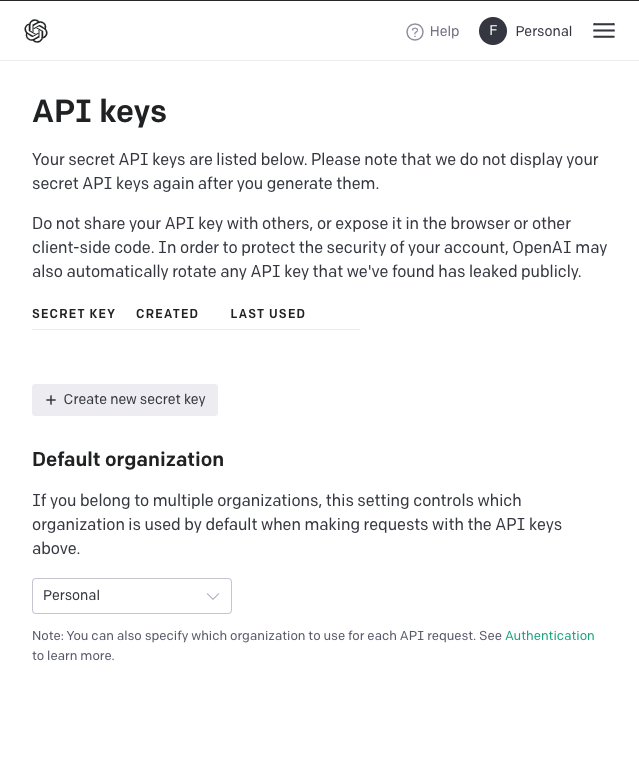 Help
F
Personal
API keys
Your secret API keys are listed below. Please note that we do not display your
secret API keys again after you generate them.
Do not share your API key with others, or expose it in the browser or other
client-side code. In order to protect the security of your account, OpenAI may
also automatically rotate any API key that we've found has leaked publicly.
SECRET KEY CREATED LAST USED
+ Create new secret key
Default organization
If you belong to multiple organizations, this setting controls which
organization is used by default when making requests with the API keys
above.
Personal
Note: You can also specify which organization to use for each API request. See Authentication
to learn more.